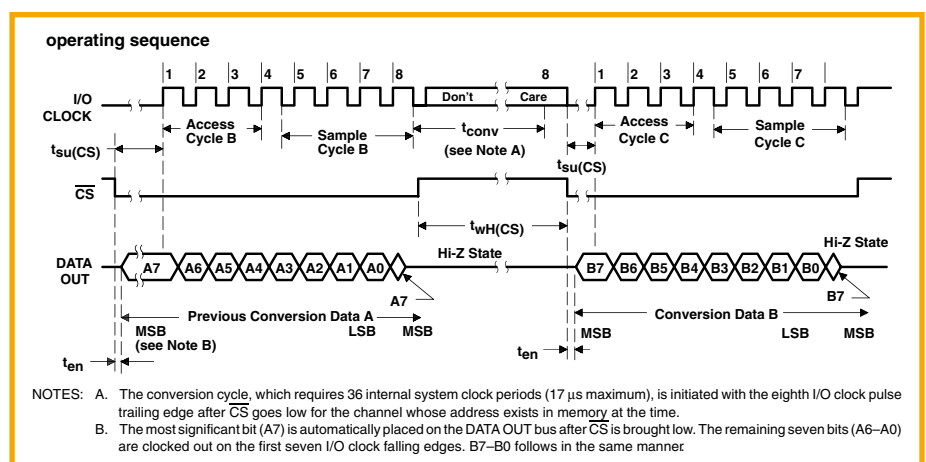 operating sequence
1 2 3 4 5 6 7 8 8 1 2 3 4 5 6 7
I/O
CLOCK
Don't Care
Access
Cycle B
Sample
Cycle B
tconv
(see Note A)
Access
Cycle C
Sample
Cycle C
tsu(CS)
tsu(CS)
CS
twH(CS)
Hi-Z State
Hi-Z State
DATA
OUT
A7 A6 A5 A4 A3 A2 A1 A0
B7 B6 B5 B4 B3 B2 B1 B0
A7
B7
Previous Conversion Data A
Conversion Data B
MSB
(see Note B)
LSB MSB
MSB LSB MSB
ten
ten
NOTES: A. The conversion cycle, which requires 36 internal system clock periods (17 μs maximum), is initiated with the eighth I/O clock pulse
trailing edge after CS goes low for the channel whose address exists in memory at the time.
B. The most significant bit (A7) is automatically placed on the DATA OUT bus after CS is brought low. The remaining seven bits (A6–A0)
are clocked out on the first seven I/O clock falling edges. B7–B0 follows in the same manner.